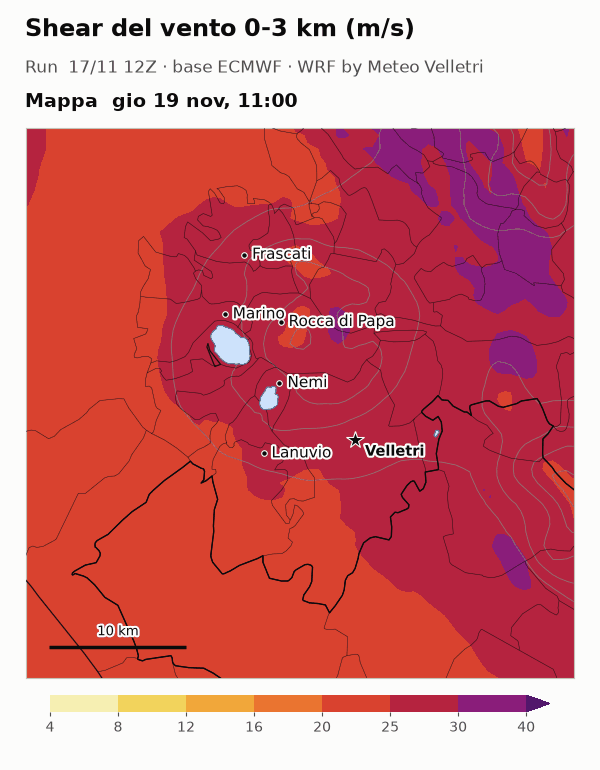 Shear del vento 0-3 km (m/s)
Run  17/11 12Z · base ECMWF · WRF by Meteo Velletri
Mappa  gio 19 nov, 11:00
Frascati
Marino
Rocca di Papa
Nemi
Velletri
Lanuvio
10 km
4 8 12 16 20 25 30 40